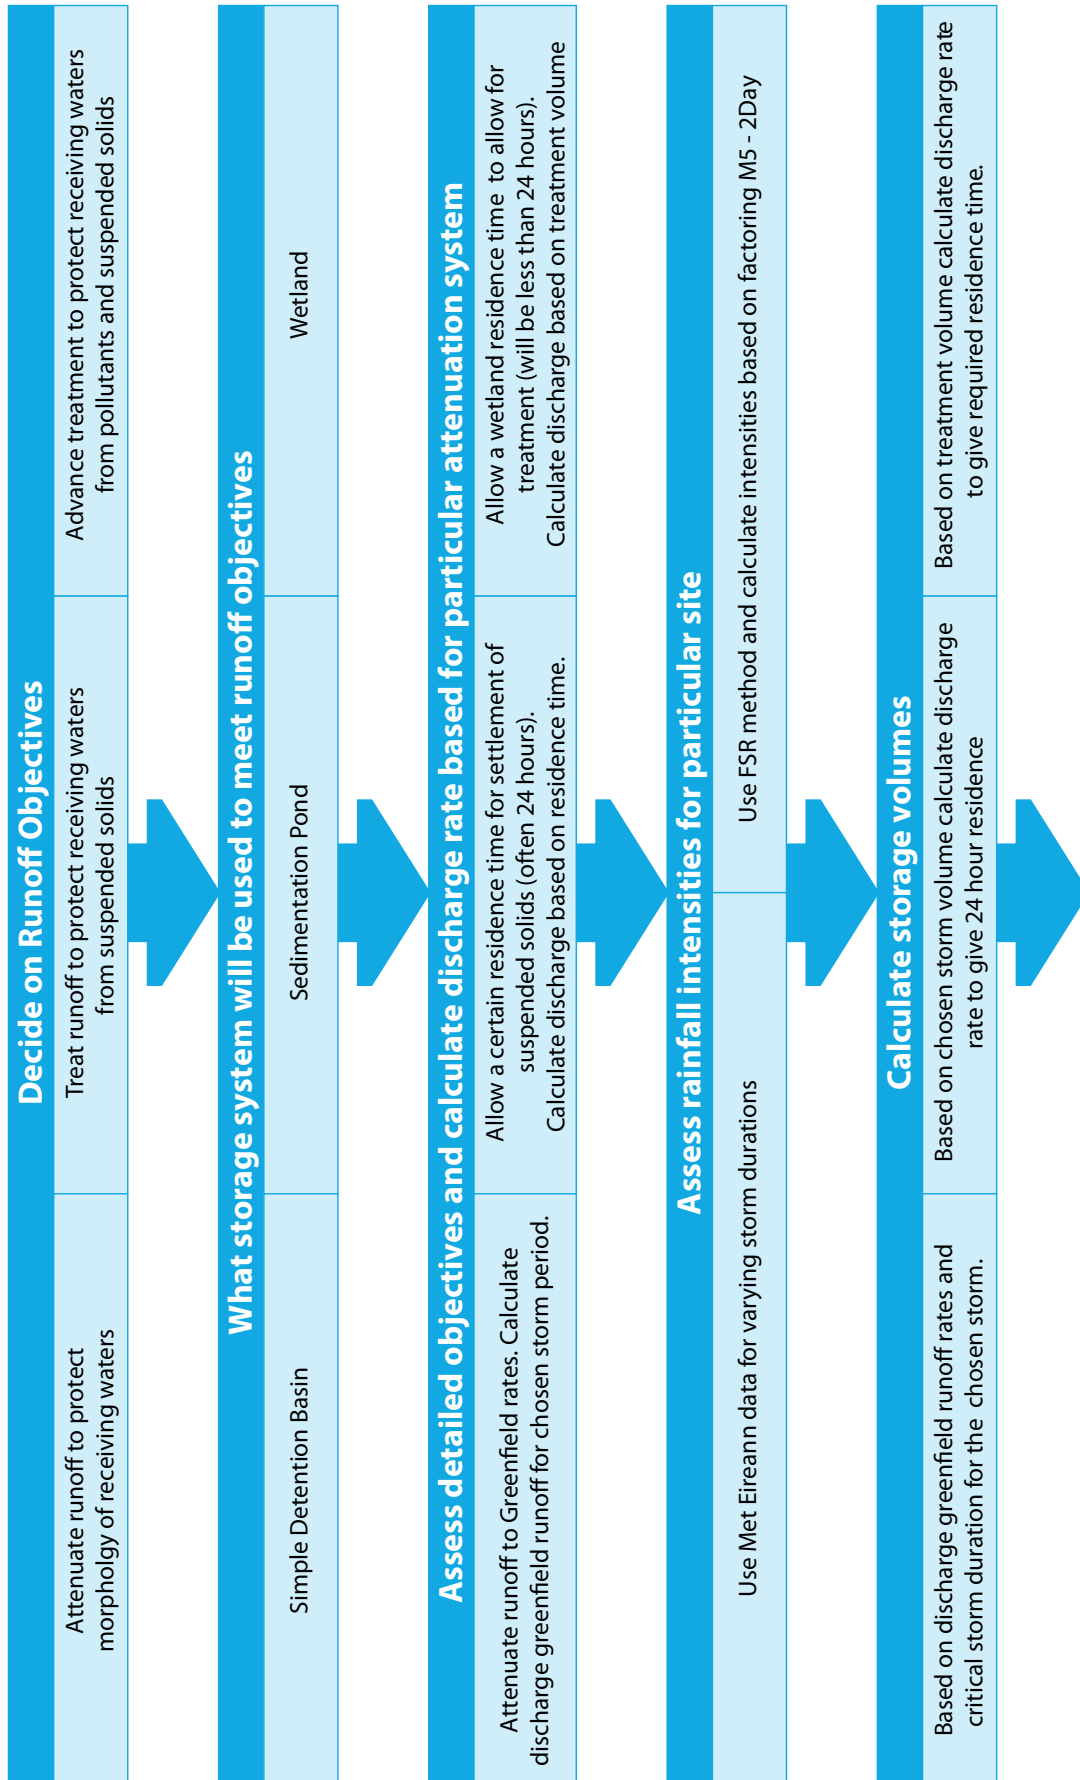 Decide on Runoff Objectives
Attenuate runoff to protect
morpholgy of receiving waters
Treat runoff to protect receiving waters
from suspended solids
Advance treatment to protect receiving waters
from pollutants and suspended solids
What storage system will be used to meet runoff objectives
Simple Detention Basin
Sedimentation Pond
Wetland
Assess detailed objectives and calculate discharge rate based for particular attenuation system
Attenuate runoff to Greenfield rates. Calculate
discharge greenfield runoff for chosen storm period.
Allow a certain residence time for settlement of
suspended solids (often 24 hours).
Calculate discharge based on residence time.
Allow a wetland residence time to allow for
treatment (will be less than 24 hours).
Calculate discharge based on treatment volume
Assess rainfall intensities for particular site
Use Met Eireann data for varying storm durations
Use FSR method and calculate intensities based on factoring M5 - 2Day
Calculate storage volumes
Based on discharge greenfield runoff rates and
critical storm duration for the chosen storm.
Based on chosen storm volume calculate discharge
rate to give 24 hour residence
Based on treatment volume calculate discharge rate
to give required residence time.